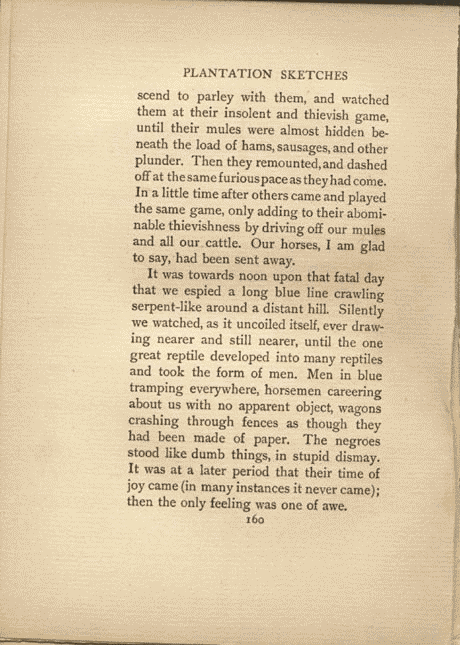 PLANTATION SKETCHES
scend to parley with them, and watched
them at their insolent and thievish game,
until their mules were almost hidden be-
neath the load of hams, sausages, and other
plunder. Then they remounted, and dashed
off at the same furious pace as they had come.
In a little time after others came and played
the same game, only adding to their abomi-
nable thievishness by driving off our mules
and all our cattle. Our horses, I am glad
to say, had been sent away.
It was towards noon upon that fatal day
that we espied a long blue line crawling
serpent-like around a distant hill. Silently
we watched, as it uncoiled itself, ever draw-
ing nearer and still nearer, until the one
great reptile developed into many reptiles
and took the form of men. Men in blue
tramping everywhere, horsemen careering
about us with no apparent object, wagons
crashing through fences as though they
had been made of paper. The negroes
stood like dumb things, in stupid dismay.
It was at a later period that their time of
joy came (in many instances it never came);
then the only feeling was one of awe.
160